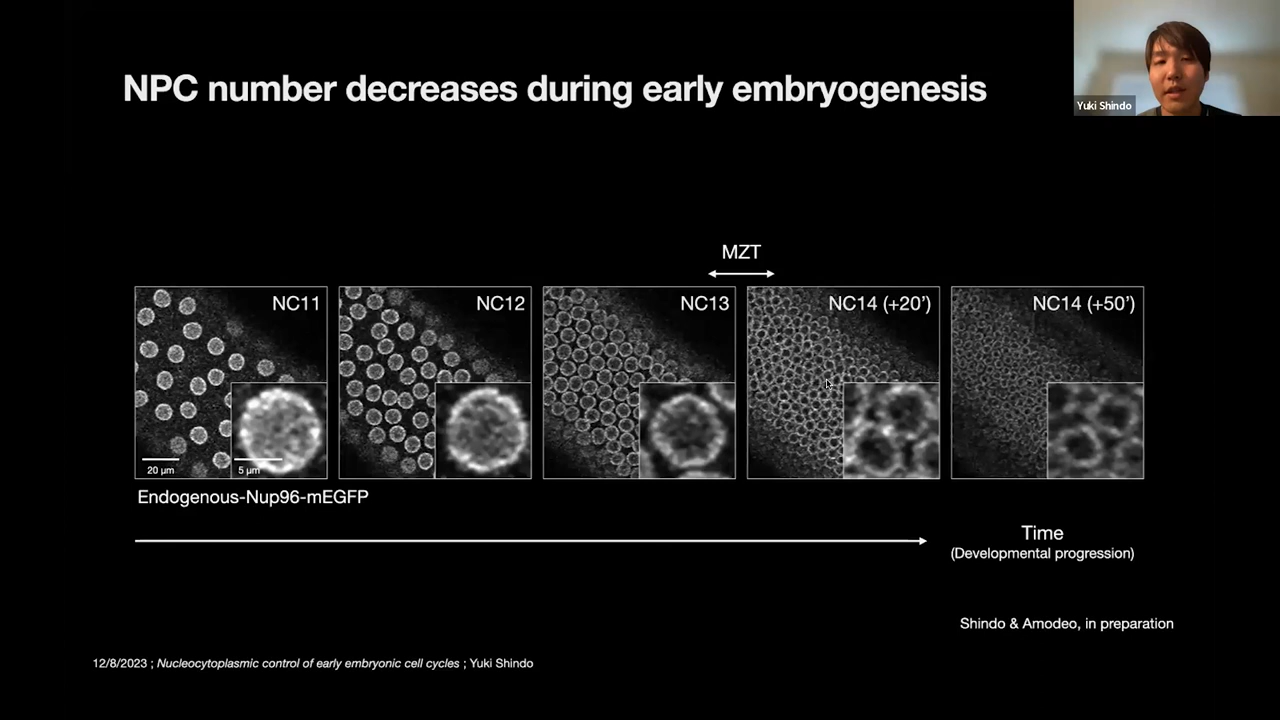 NPC number decreases during early embryogenesis
Yuki Shindo
MZT
NC11
NC12
NC13
NC14 (+20’)
NC14 (+50’)
20 µm
5 µm
Endogenous-Nup96-mEGFP
Time
(Developmental progression)
Shindo & Amodeo, in preparation
12/8/2023 ; Nucleocytoplasmic control of early embryonic cell cycles ; Yuki Shindo